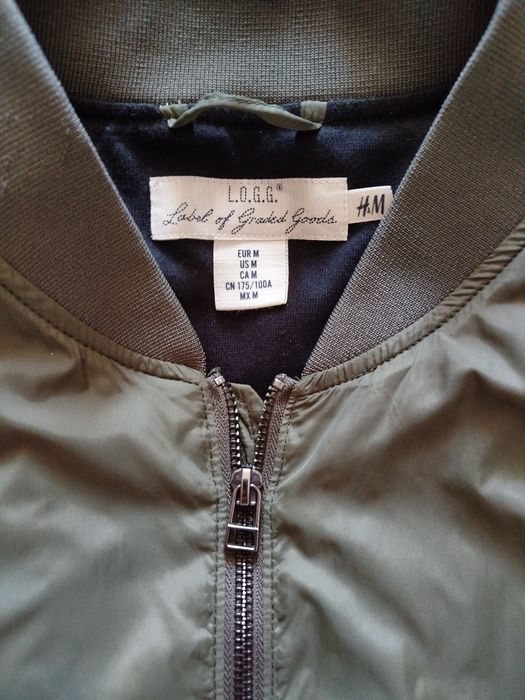 L.O.G.G.®
Label of Graded Goods
H&M
EUR M
US M
CA M
CN 175/100A
MX M